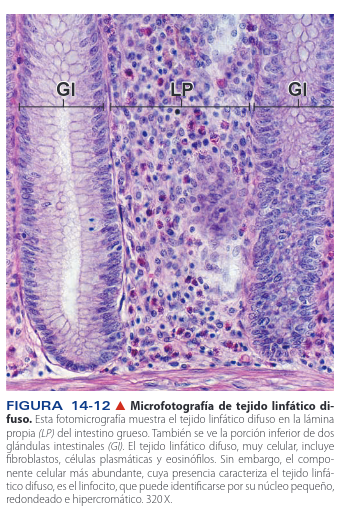 GI LP GI
FIGURA 14-12 ▲ Microfotografía de tejido linfático di-
fuso. Esta fotomicrografía muestra el tejido linfático difuso en la lámina
propia (LP) del intestino grueso. También se ve la porción inferior de dos
glándulas intestinales (GI). El tejido linfático difuso, muy celular, incluye
fibroblastos, células plasmáticas y eosinófilos. Sin embargo, el compo-
nente celular más abundante, cuya presencia caracteriza el tejido linfá-
tico difuso, es el linfocito, que puede identificarse por su núcleo pequeño,
redondeado e hipercromático. 320 X.